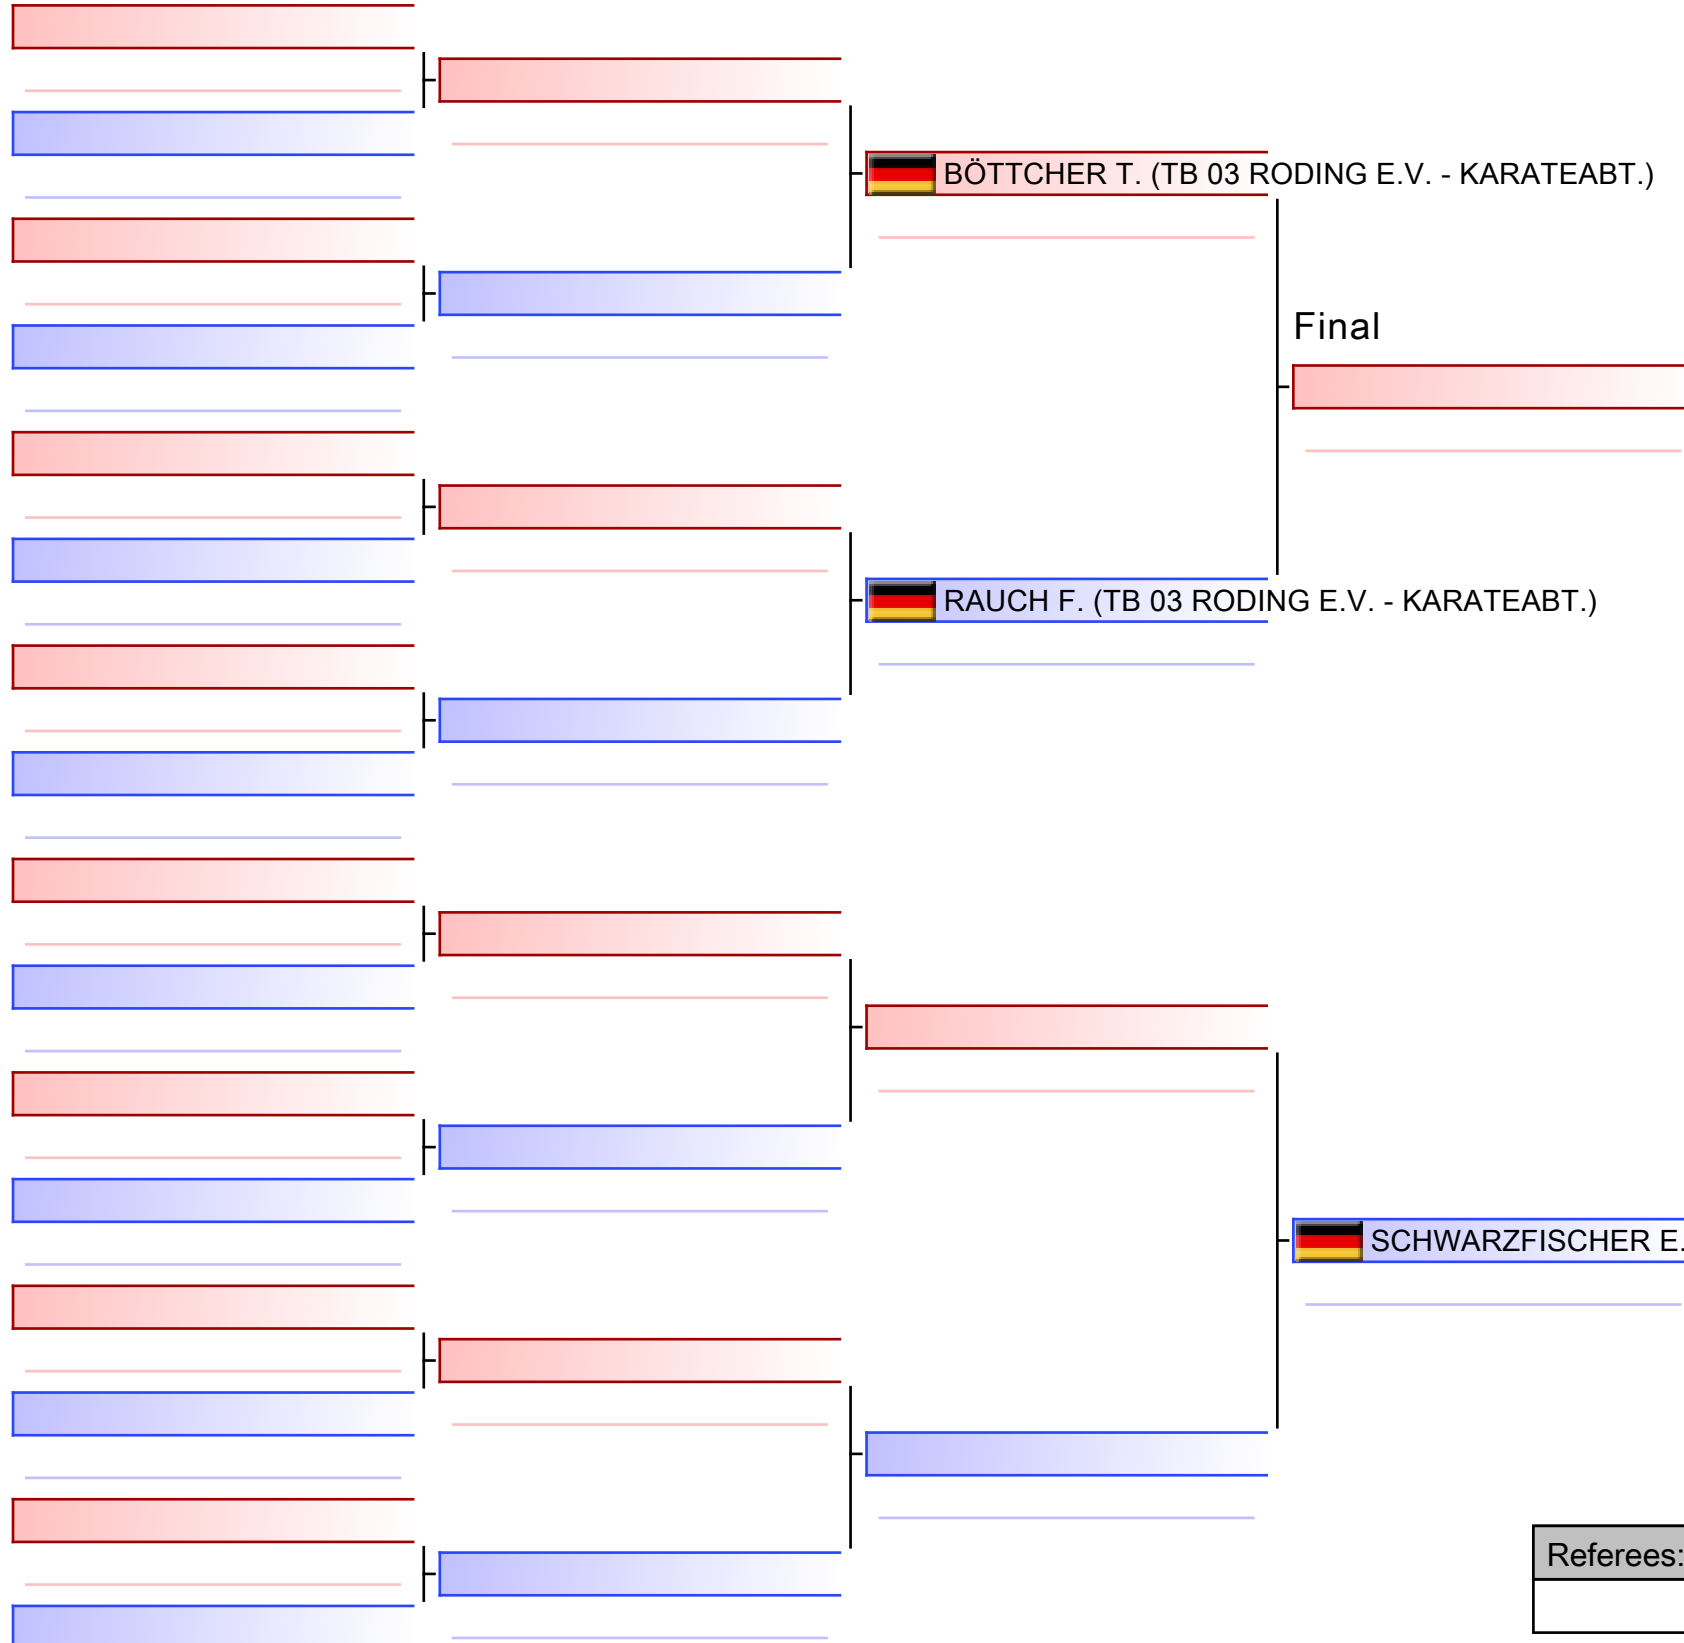 BÖTTCHER T. (TB 03 RODING E.V. - KARATEABT.)
Final
RAUCH F. (TB 03 RODING E.V. - KARATEABT.)
SCHWARZFISCHER E.
Referees: